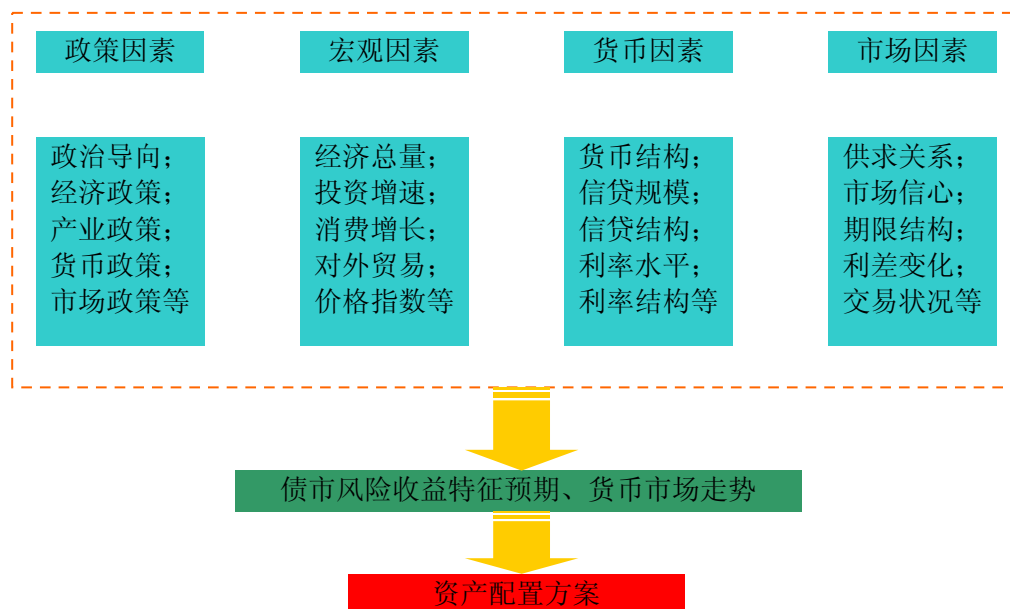 政策因素
宏观因素
货币因素
市场因素
政治导向；
经济政策；
产业政策；
货币政策；
市场政策等
经济总量；
投资增速；
消费增长；
对外贸易；
价格指数等
货币结构；
信贷规模；
信贷结构；
利率水平；
利率结构等
供求关系；
市场信心；
期限结构；
利差变化；
交易状况等
债市风险收益特征预期、货币市场走势
资产配置方案